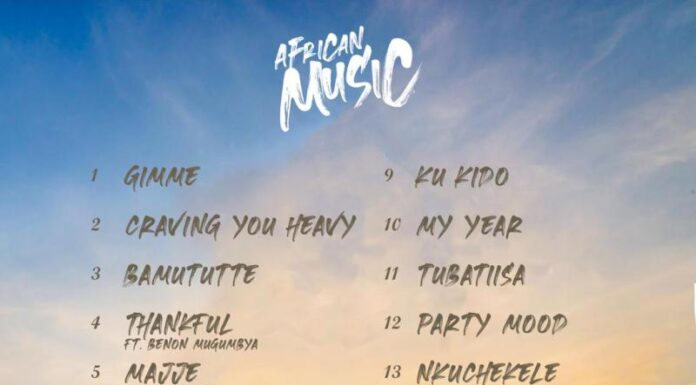 AFRICAN
MUSIC
1 GIMME
2 CRAVING YOU HEAVY
3 BAMUTUTTE
4 THANKFUL
FT. BENON MUGUMBYA
5 MAJJE
9 KU KIDO
10 MY YEAR
11 TUBATIISA
12 PARTY MOOD
13 NKUCHEKELE